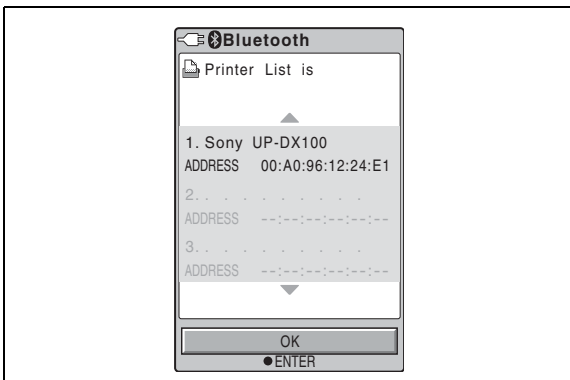 Bluetooth
Printer List is
1. Sony UP-DX100
ADDRESS 00:A0:96:12:24:E1
2. . . . . . . . . .
ADDRESS --:--:--:--:--:--
3. . . . . . . . . .
ADDRESS --:--:--:--:--:--
OK
●ENTER